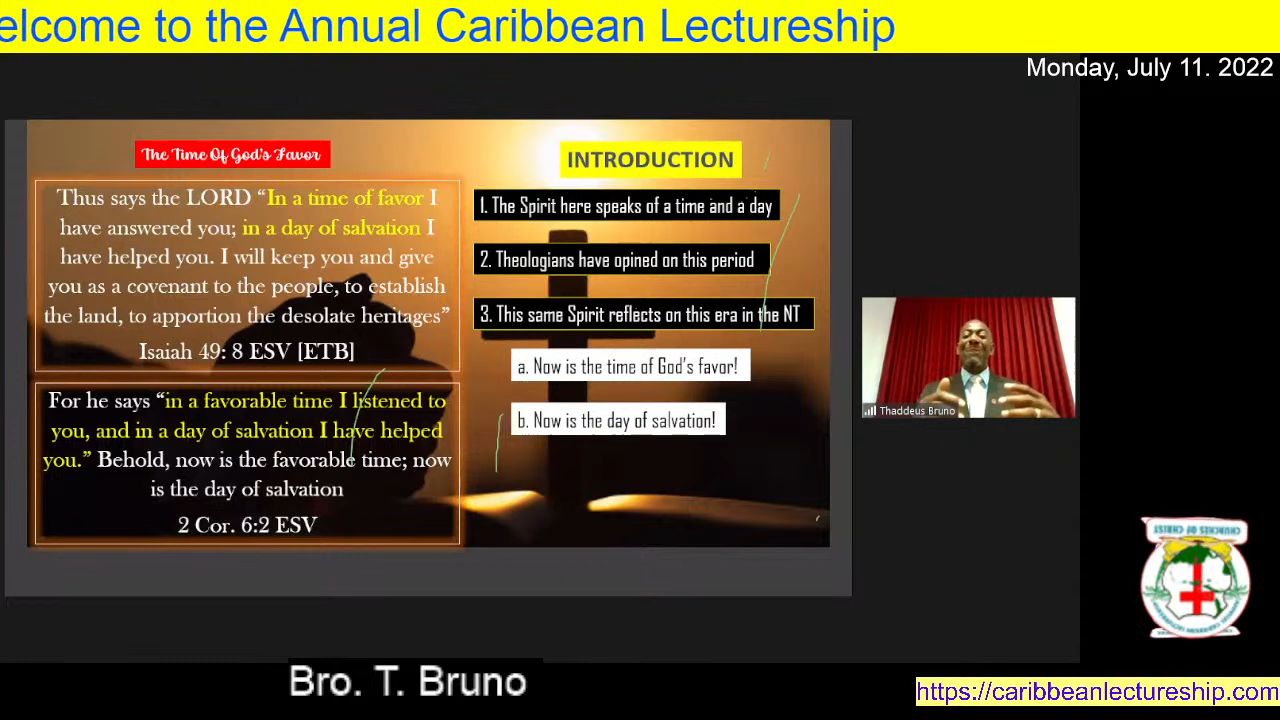 elcome to the Annual Caribbean Lectureship
Monday, July 11. 2022
The Time Of God's Favor
Thus says the LORD “In a time of favor I
have answered you; in a day of salvation I
have helped you. I will keep you and give
you as a covenant to the people, to establish
the land, to apportion the desolate heritages”
Isaiah 49: 8 ESV [ETB]
For he says “in a favorable time I listened to
you, and in a day of salvation I have helped
you.” Behold, now is the favorable time; now
is the day of salvation
2 Cor. 6:2 ESV
INTRODUCTION
1. The Spirit here speaks of a time and a day
2. Theologians have opined on this period
3. This same Spirit reflects on this era in the NT
a. Now is the time of God's favor!
b. Now is the day of salvation!
Thaddeus Bruno
CHURCHES OF CHRIST
Bro. T. Bruno
https://caribbeanlectureship.com